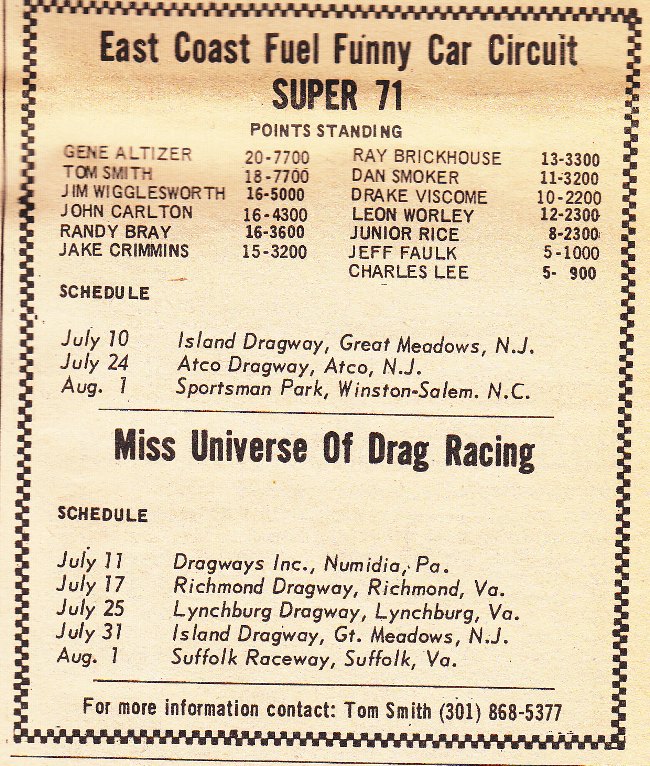 East Coast Fuel Funny Car Circuit
SUPER 71
POINTS STANDING
GENE ALTIZER 20-7700
TOM SMITH 18-7700
JIM WIGGLESWORTH 16-5000
JOHN CARLTON 16-4300
RANDY BRAY 16-3600
JAKE CRIMMINS 15-3200
RAY BRICKHOUSE 13-3300
DAN SMOKER 11-3200
DRAKE VISCOME 10-2200
LEON WORLEY 12-2300
JUNIOR RICE 8-2300
JEFF FAULK 5-1000
CHARLES LEE 5- 900
SCHEDULE
July 10 Island Dragway, Great Meadows, N.J.
July 24 Atco Dragway, Atco, N.J.
Aug. 1 Sportsman Park, Winston-Salem. N.C.
Miss Universe Of Drag Racing
SCHEDULE
July 11 Dragways Inc., Numidia, Pa.
July 17 Richmond Dragway, Richmond, Va.
July 25 Lynchburg Dragway, Lynchburg, Va.
July 31 Island Dragway, Gt. Meadows, N.J.
Aug. 1 Suffolk Raceway, Suffolk, Va.
For more information contact: Tom Smith (301) 868-5377